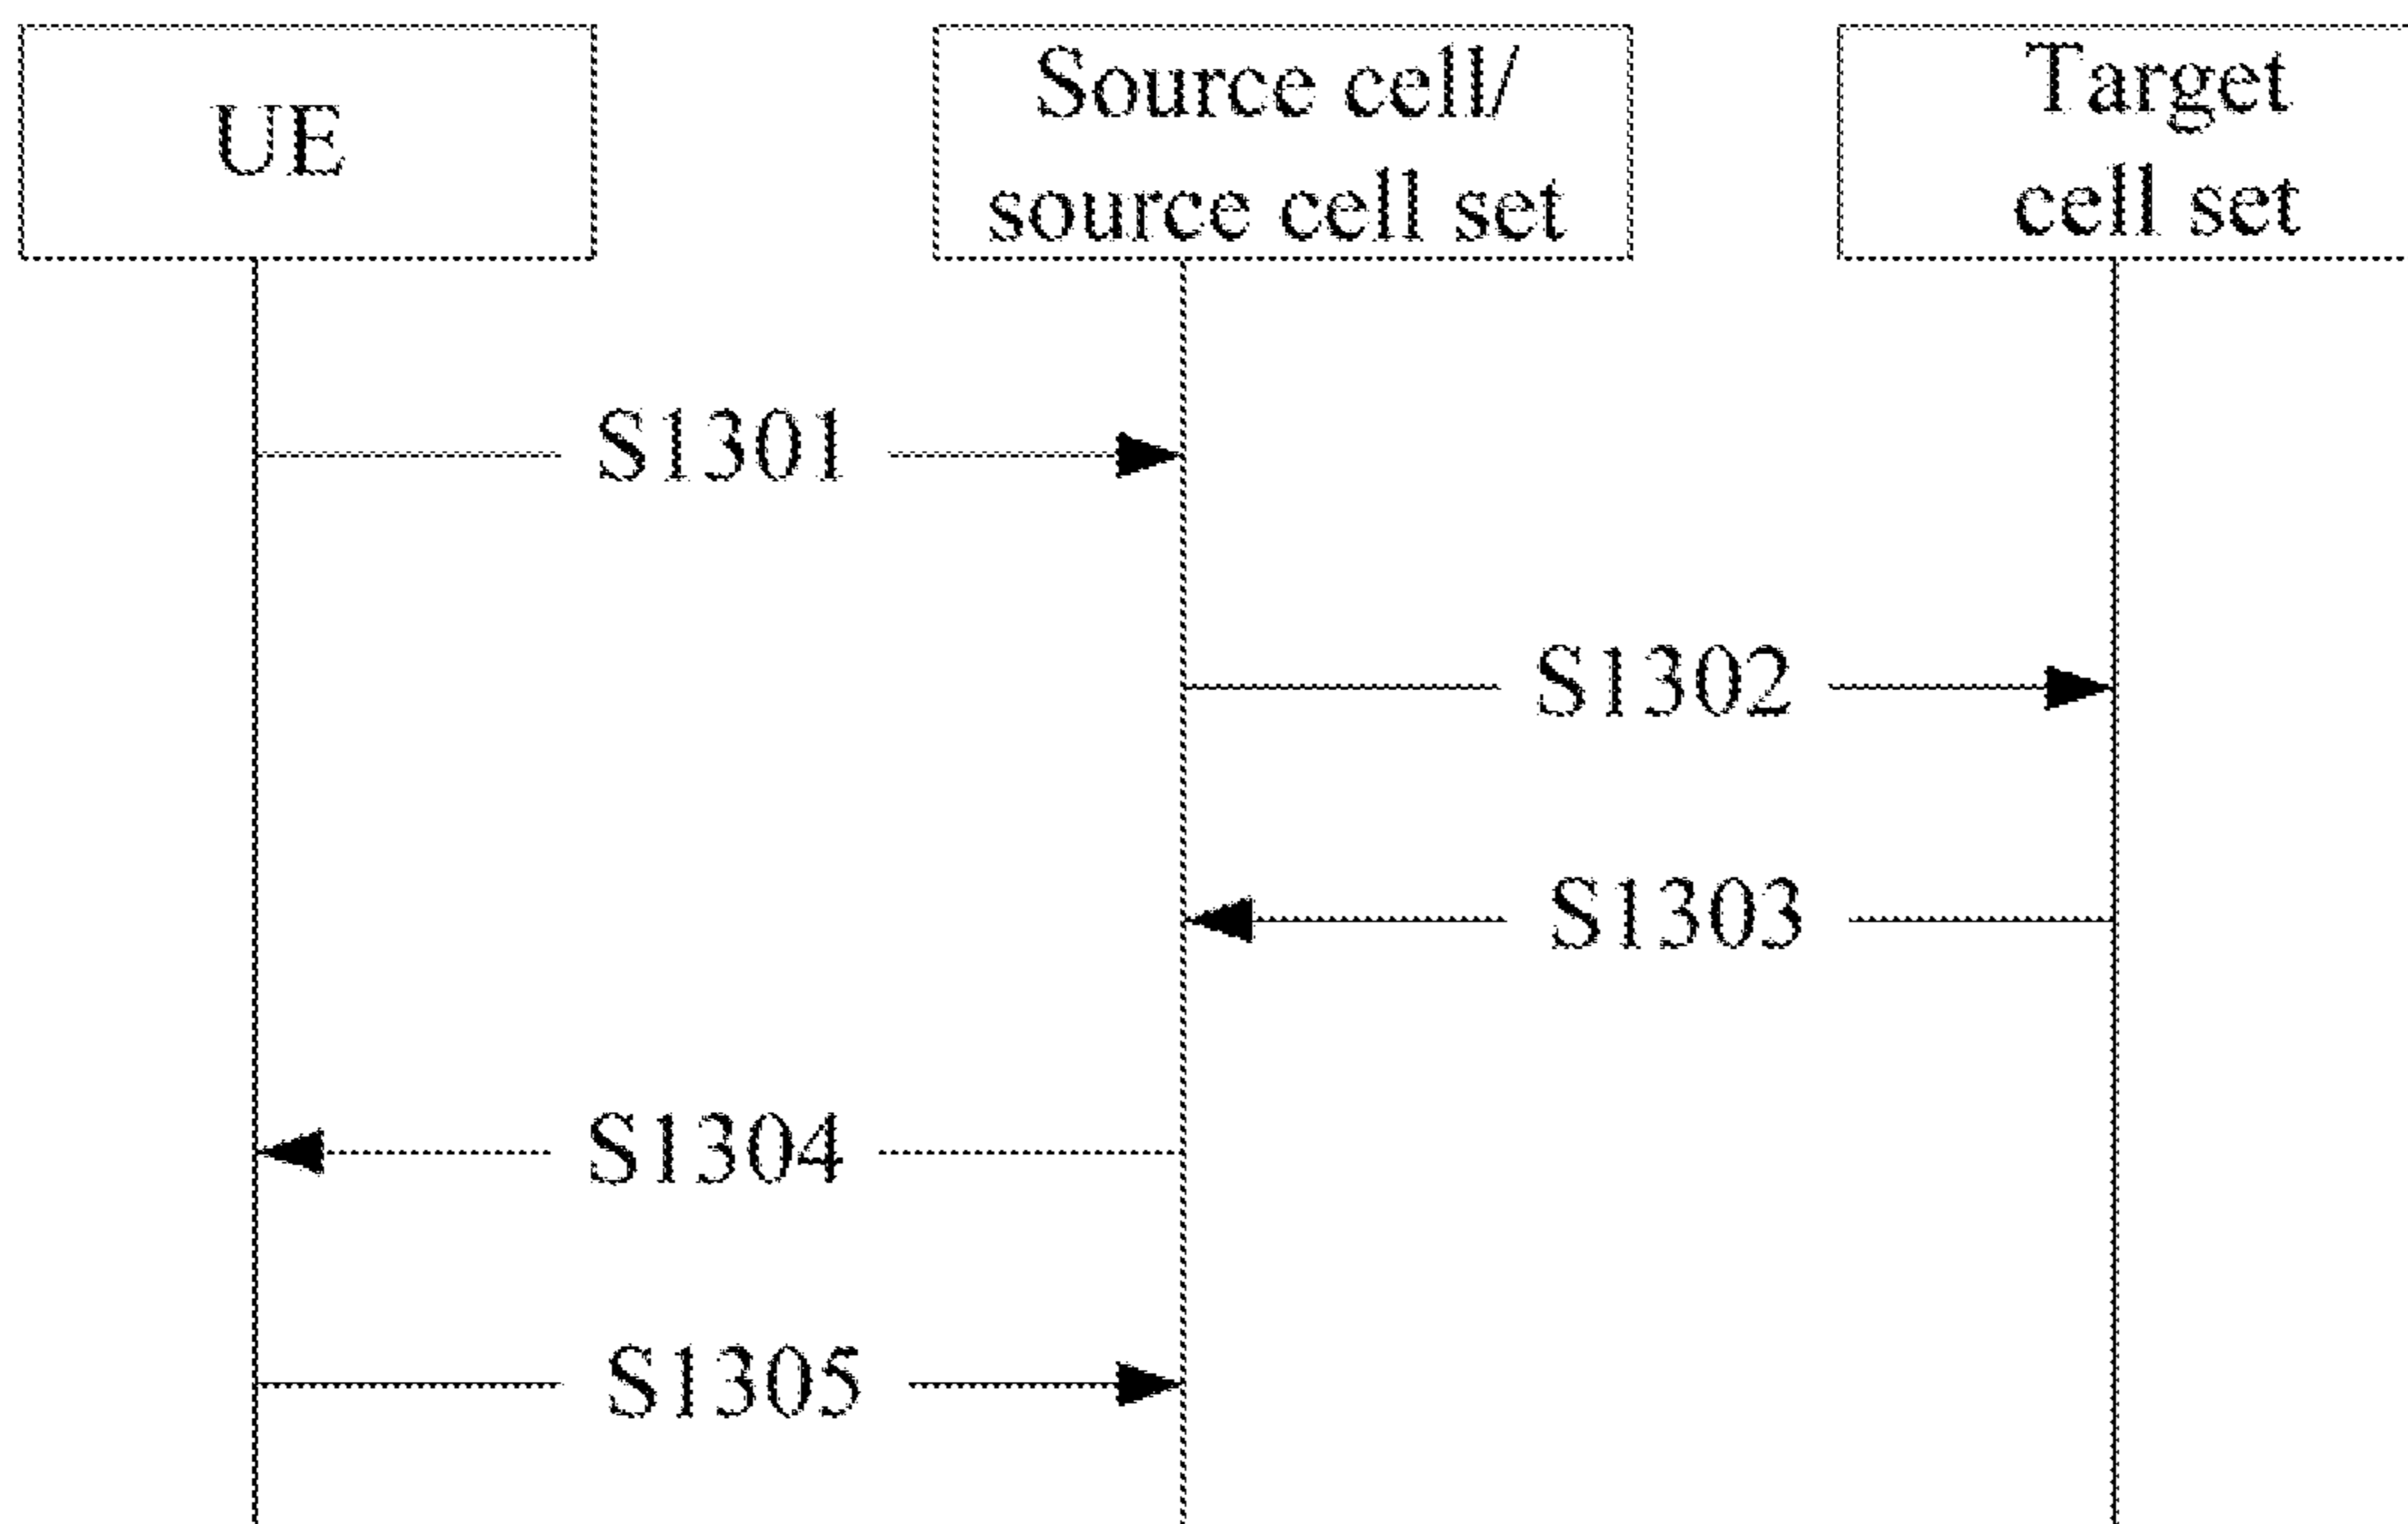 UE
Source cell/
source cell set
Target
cell set
S1301
S1302
S1303
S1304
S1305